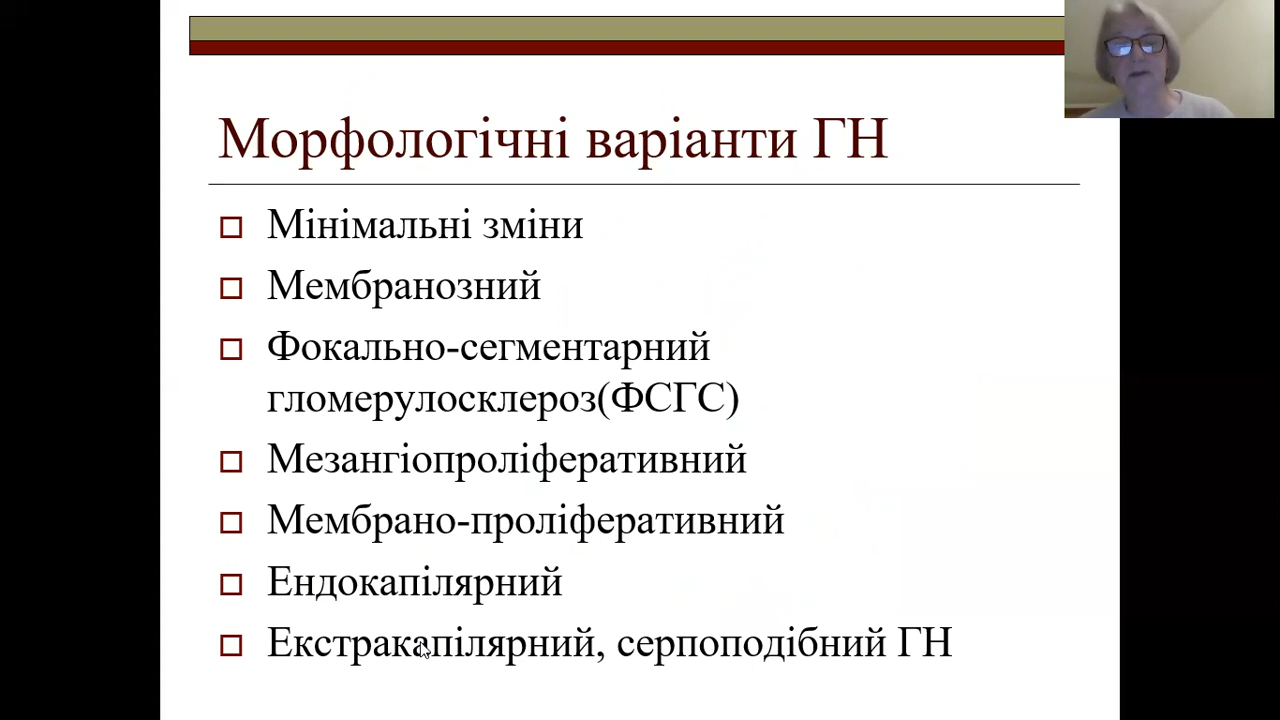 Морфологічні варіанти ГН
Мінімальні зміни
Мембранозний
Фокально-сегментарний
гломерулосклероз(ФСГС)
Мезангіопроліферативний
Мембрано-проліферативний
Ендокапілярний
Екстракапілярний, серпоподібний ГН